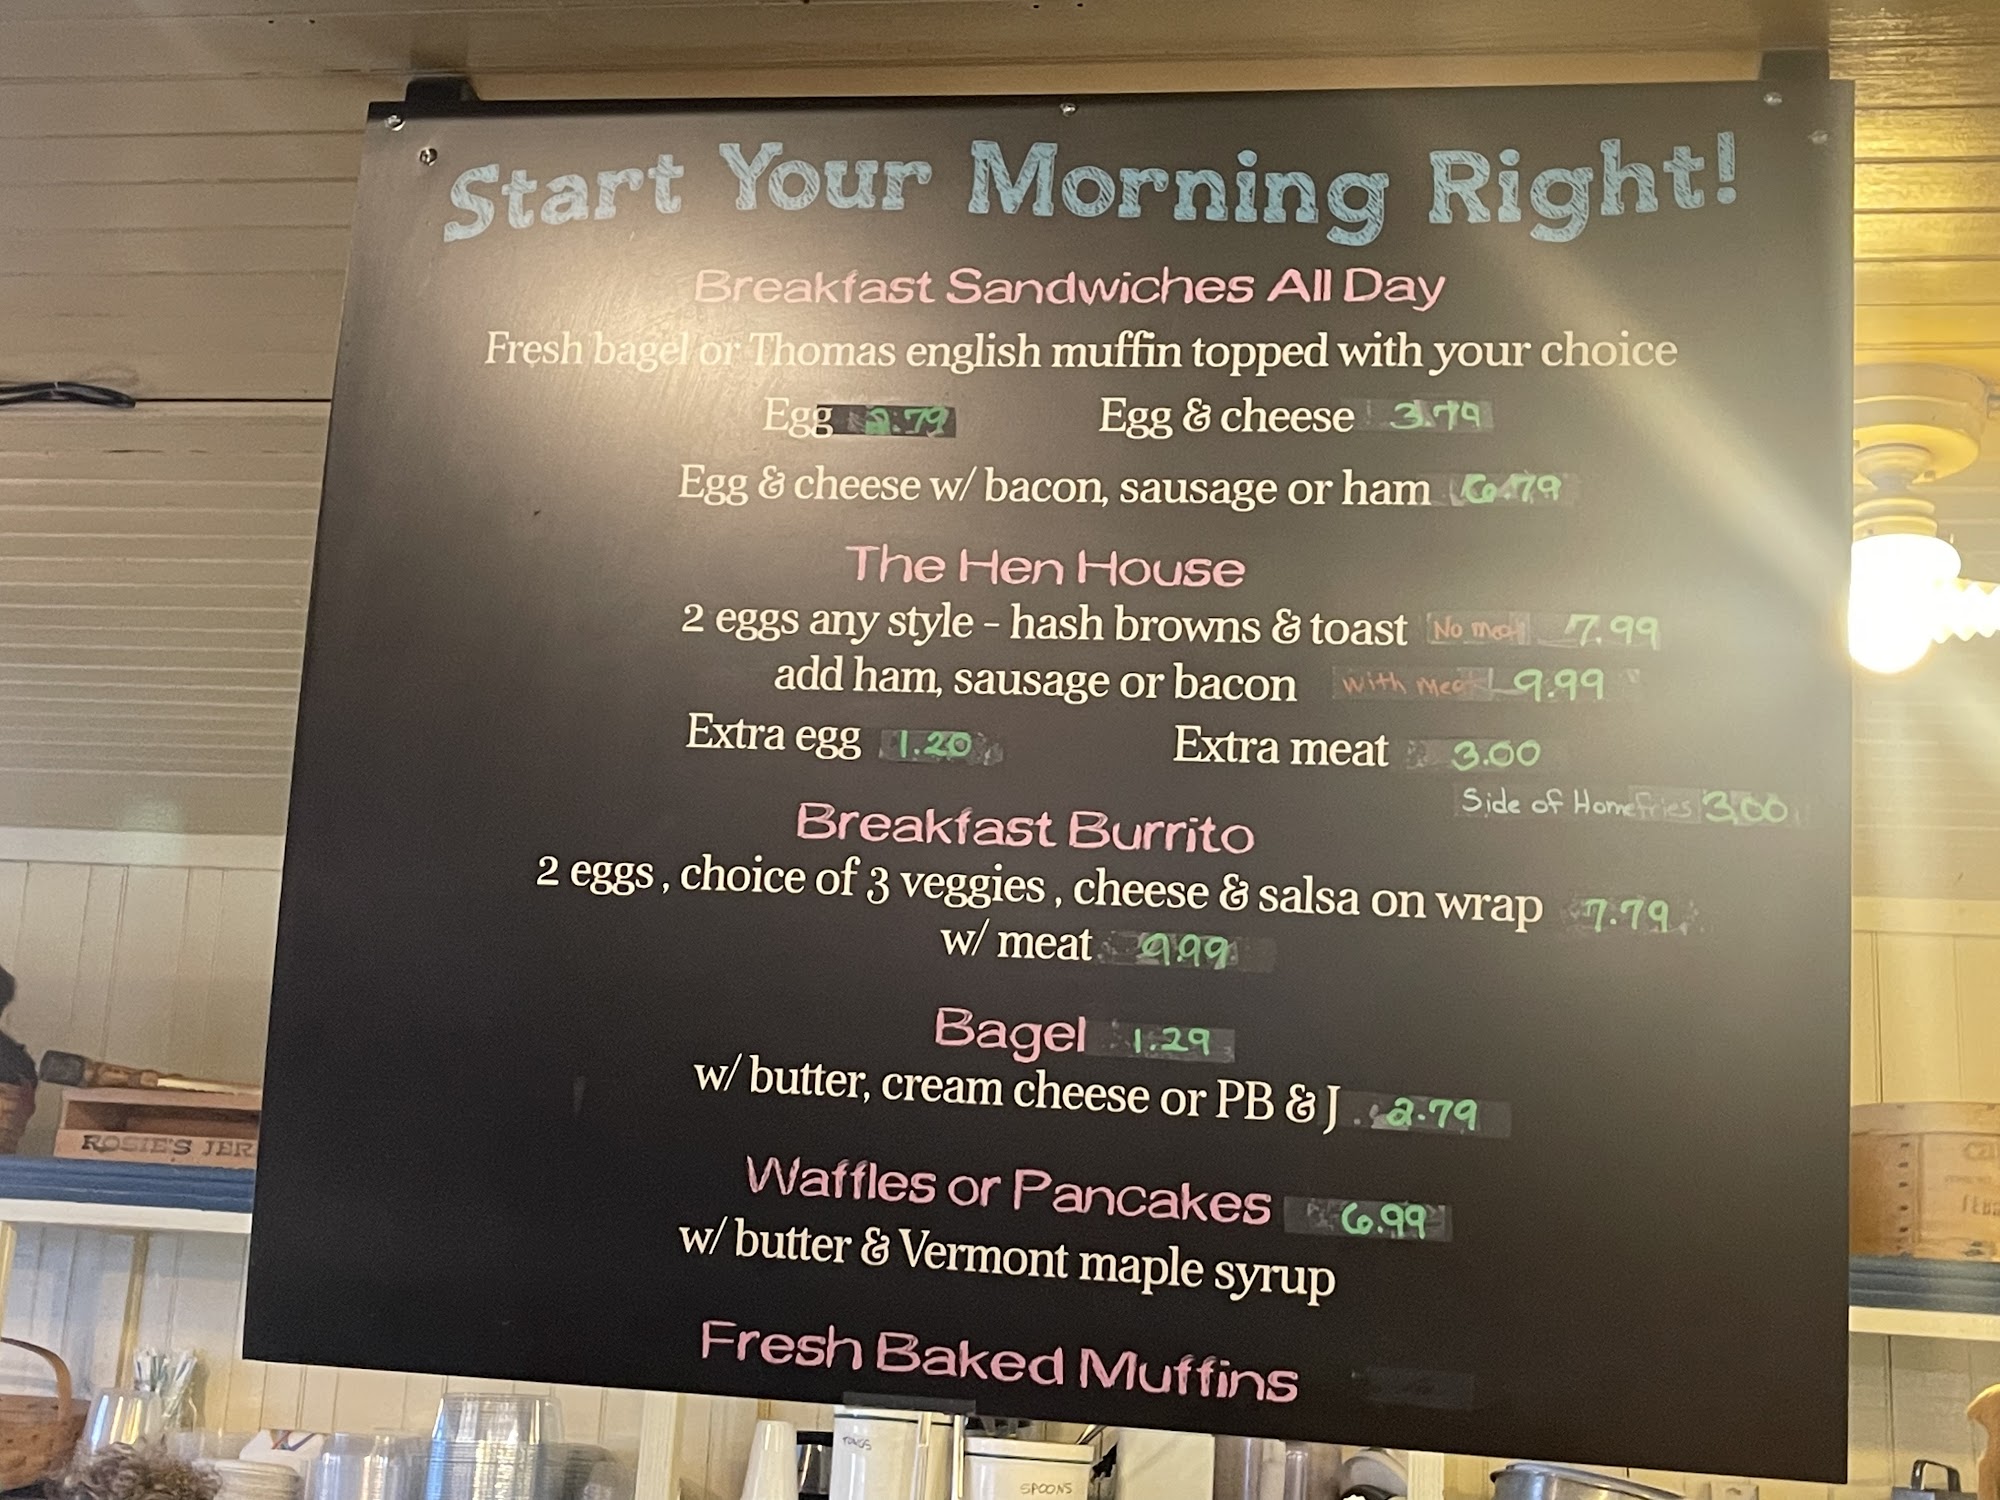 Start Your Morning Right!
Breakfast Sandwiches All Day
Fresh bagel or Thomas english muffin topped with your choice
Egg 2.79 Egg & cheese 3.79
Egg & cheese w/ bacon, sausage or ham 6.79
The Hen House
2 eggs any style - hash browns & toast No meat 7.99
add ham, sausage or bacon With Meat 9.99
Extra egg 1.20 Extra meat 3.00
Side of Homefries 3.00
Breakfast Burrito
2 eggs, choice of 3 veggies, cheese & salsa on wrap 7.79
w/ meat 9.99
Bagel 1.29
w/ butter, cream cheese or PB & J 2.79
Waffles or Pancakes 6.99
w/ butter & Vermont maple syrup
Fresh Baked Muffins
ROSIE'S JER
TONGS
SPOONS